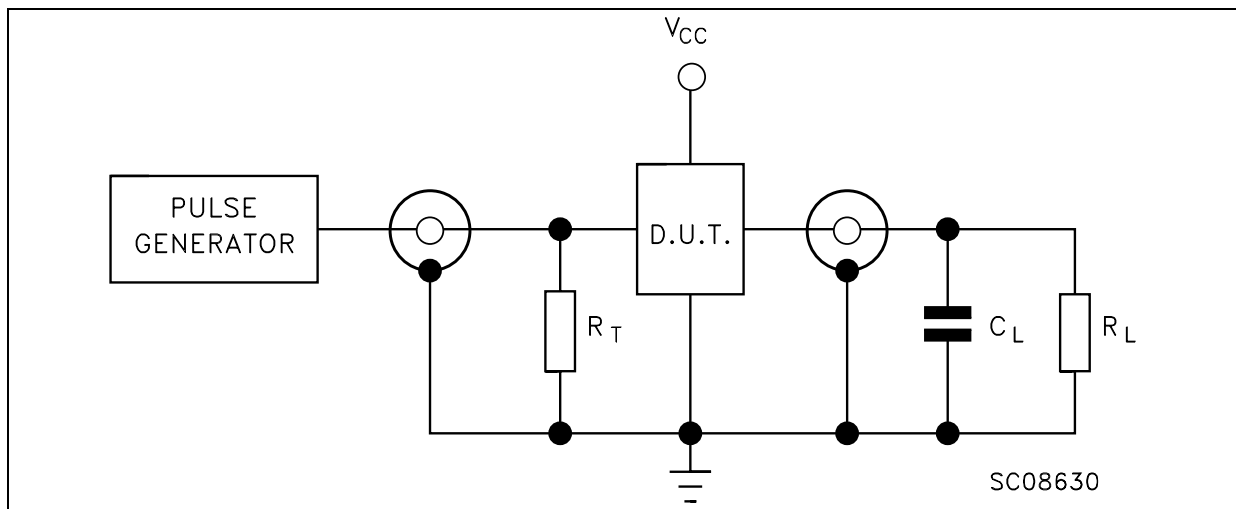 VCC
PULSE
GENERATOR
D.U.T.
RT
CL
RL
SC08630